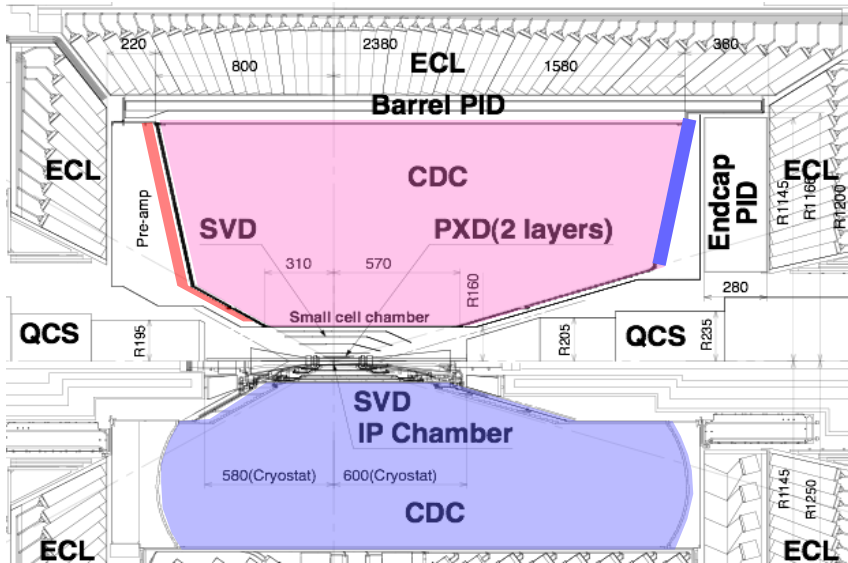 220
2380
380
800
ECL
1580
Barrel PID
ECL
CDC
ECL
Pre-amp
SVD
PXD(2 layers)
Endcap
PID
R1145
R1166
R1200
310
570
R160
280
Small cell chamber
QCS
R195
R205
QCS
R235
SVD
IP Chamber
580(Cryostat)
600(Cryostat)
CDC
R1145
R1250
ECL
ECL